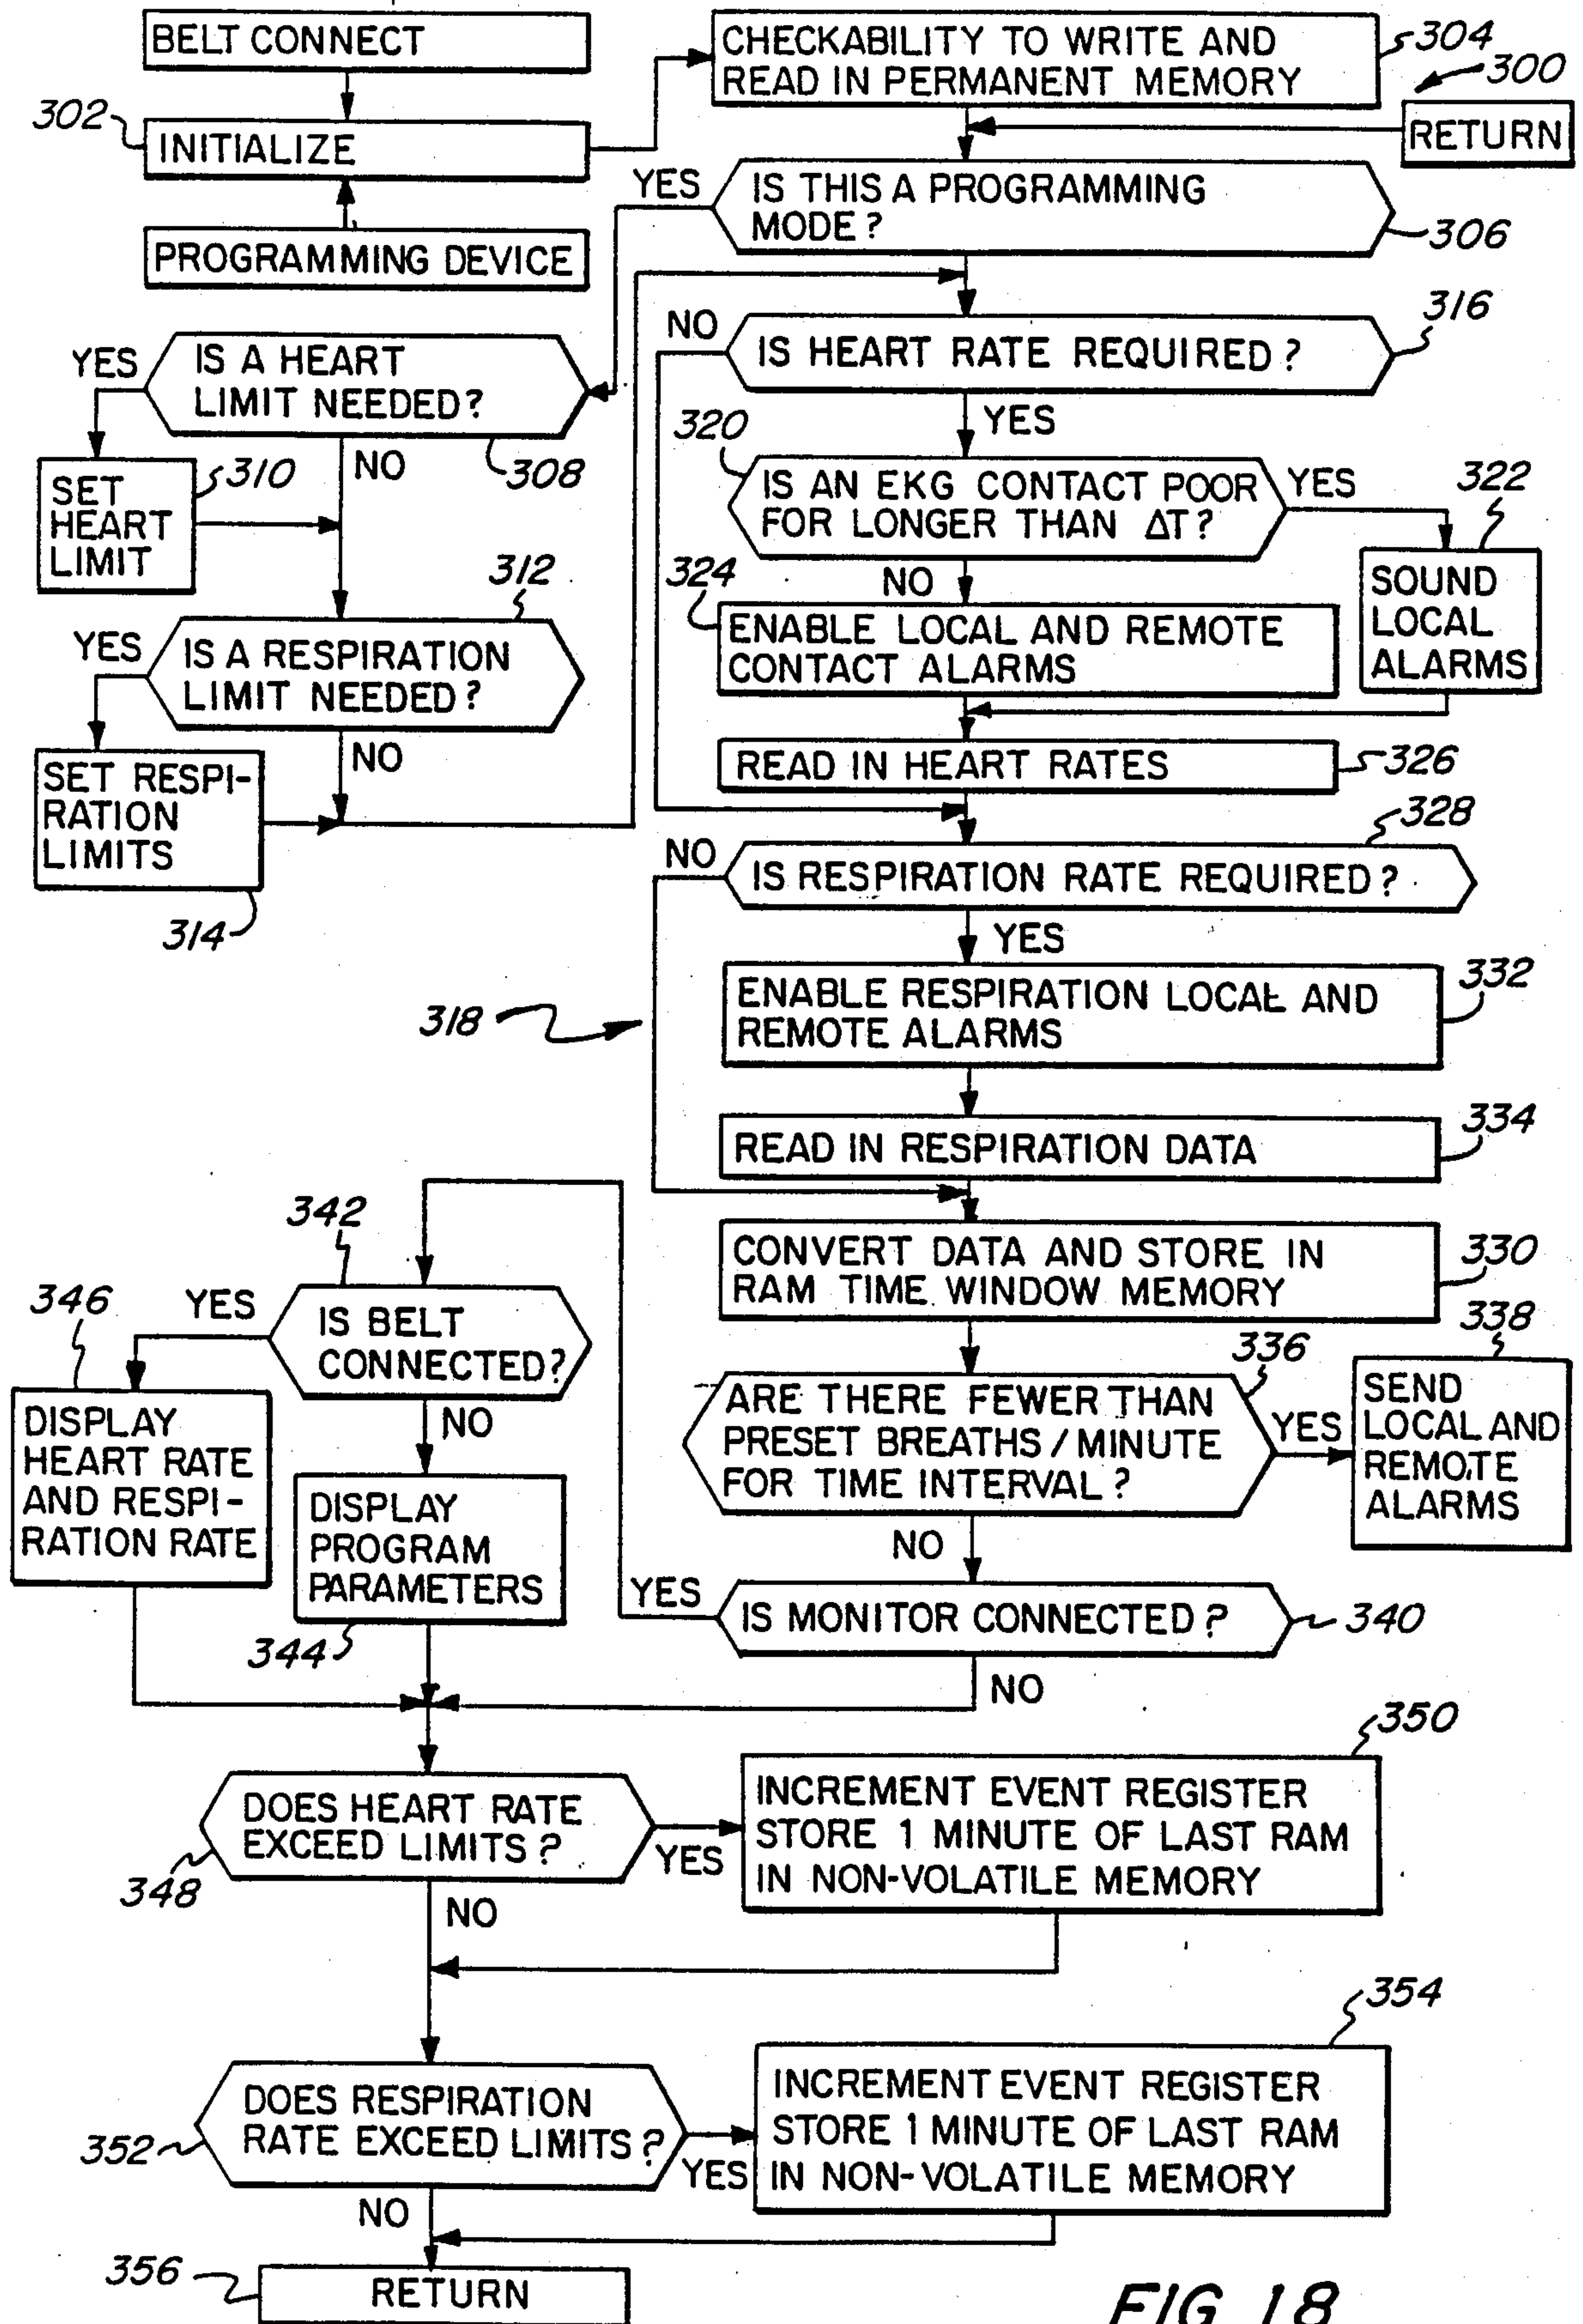 BELT CONNECT
302
INITIALIZE
PROGRAMMING DEVICE
CHECKABILITY TO WRITE AND
READ IN PERMANENT MEMORY
304
300
RETURN
YES
IS THIS A PROGRAMMING
MODE?
306
YES
IS A HEART
LIMIT NEEDED?
308
NO
SET
HEART
LIMIT
310
312
YES
IS A RESPIRATION
LIMIT NEEDED?
NO
SET RESPI-
RATION
LIMITS
314
316
NO
IS HEART RATE REQUIRED?
YES
320
IS AN EKG CONTACT POOR
FOR LONGER THAN ΔT?
YES
322
SOUND
LOCAL
ALARMS
NO
324
ENABLE LOCAL AND REMOTE
CONTACT ALARMS
READ IN HEART RATES
326
328
NO
IS RESPIRATION RATE REQUIRED?
YES
318
ENABLE RESPIRATION LOCAL AND
REMOTE ALARMS
332
READ IN RESPIRATION DATA
334
CONVERT DATA AND STORE IN
RAM TIME WINDOW MEMORY
330
336
ARE THERE FEWER THAN
PRESET BREATHS/MINUTE
FOR TIME INTERVAL?
YES
338
SEND
LOCAL AND
REMOTE
ALARMS
NO
YES
IS MONITOR CONNECTED?
340
NO
342
YES
IS BELT
CONNECTED?
NO
346
DISPLAY
HEART RATE
AND RESPI-
RATION RATE
DISPLAY
PROGRAM
PARAMETERS
344
DOES HEART RATE
EXCEED LIMITS?
348
YES
NO
350
INCREMENT EVENT REGISTER
STORE 1 MINUTE OF LAST RAM
IN NON-VOLATILE MEMORY
DOES RESPIRATION
RATE EXCEED LIMITS?
352
YES
NO
354
INCREMENT EVENT REGISTER
STORE 1 MINUTE OF LAST RAM
IN NON-VOLATILE MEMORY
356
RETURN
FIG 18